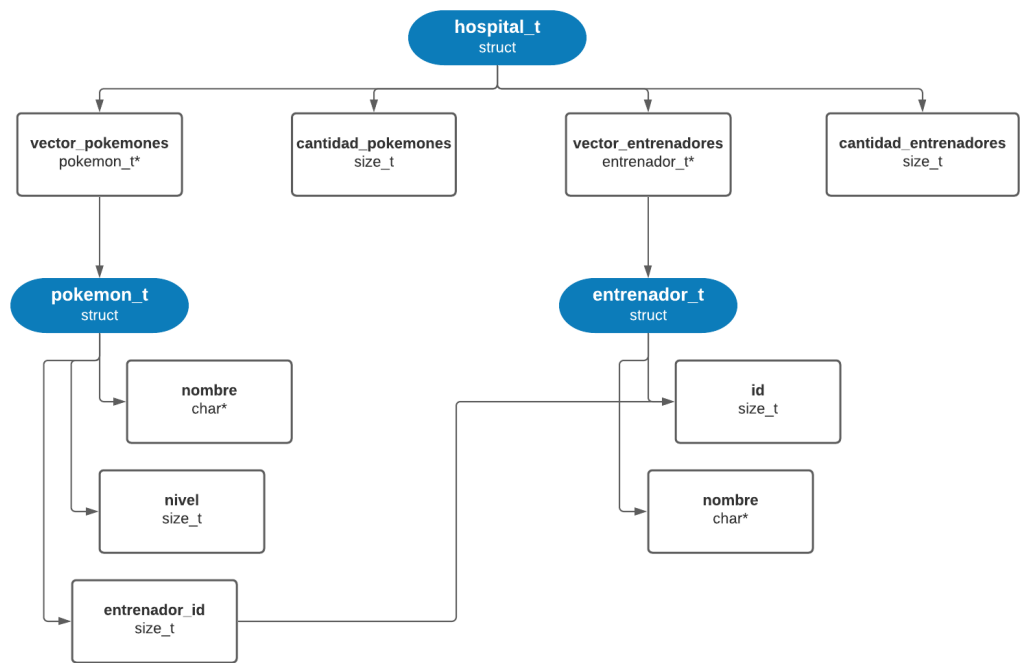 hospital_t
struct
vector_pokemones
pokemon_t*
cantidad_pokemones
size_t
vector_entrenadores
entrenador_t*
cantidad_entrenadores
size_t
pokemon_t
struct
entrenador_t
struct
nombre
char*
id
size_t
nivel
size_t
nombre
char*
entrenador_id
size_t